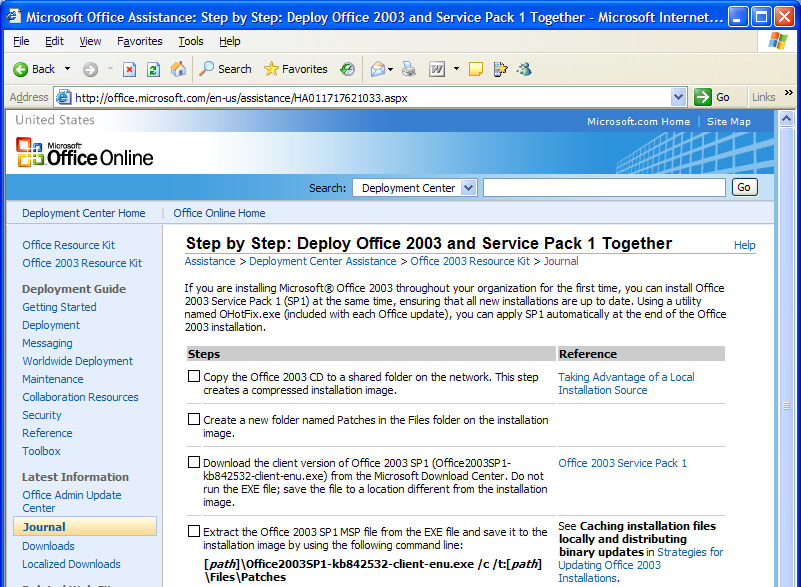 Microsoft Office Assistance: Step by Step: Deploy Office 2003 and Service Pack 1 Together - Microsoft Internet...
File Edit View Favorites Tools Help
Back Search Favorites
Address http://office.microsoft.com/en-us/assistance/HA011717621033.aspx Go Links »
United States Microsoft.com Home | Site Map
Microsoft®
Office Online
Search: Deployment Center Go
Deployment Center Home | Office Online Home
Office Resource Kit
Office 2003 Resource Kit
Deployment Guide
Getting Started
Deployment
Messaging
Worldwide Deployment
Maintenance
Collaboration Resources
Security
Reference
Toolbox
Latest Information
Office Admin Update
Center
Journal
Downloads
Localized Downloads
Step by Step: Deploy Office 2003 and Service Pack 1 Together Help
Assistance > Deployment Center Assistance > Office 2003 Resource Kit > Journal
If you are installing Microsoft® Office 2003 throughout your organization for the first time, you can install Office
2003 Service Pack 1 (SP1) at the same time, ensuring that all new installations are up to date. Using a utility
named OHotFix.exe (included with each Office update), you can apply SP1 automatically at the end of the Office
2003 installation.
Steps Reference
Copy the Office 2003 CD to a shared folder on the network. This step
creates a compressed installation image.
Taking Advantage of a Local
Installation Source
Create a new folder named Patches in the Files folder on the installation
image.
Download the client version of Office 2003 SP1 (Office2003SP1-
kb842532-client-enu.exe) from the Microsoft Download Center. Do not
run the EXE file; save the file to a location different from the installation
image.
Office 2003 Service Pack 1
Extract the Office 2003 SP1 MSP file from the EXE file and save it to the
installation image by using the following command line:
[path]\Office2003SP1-kb842532-client-enu.exe /c /t:[path]
\Files\Patches
See Caching installation files
locally and distributing
binary updates in Strategies for
Updating Office 2003
Installations.